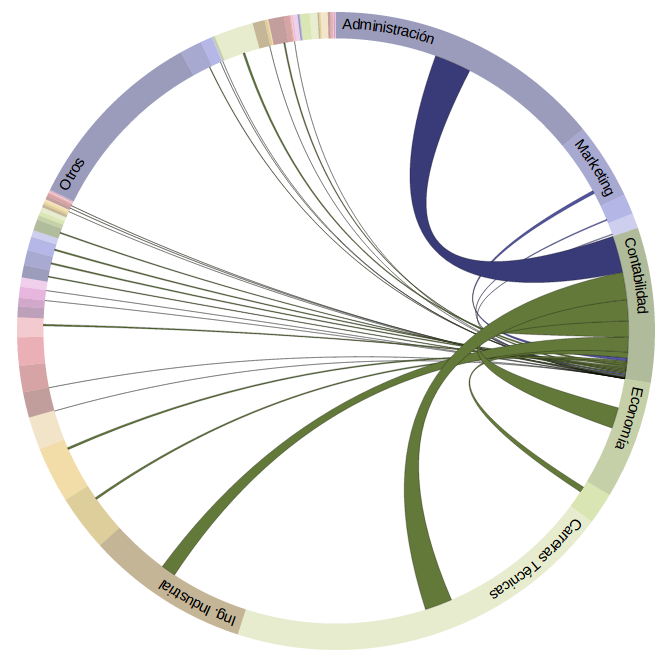 Administración
Marketing
Contabilidad
Economía
Carreras Técnicas
Ing. Industrial
Otros